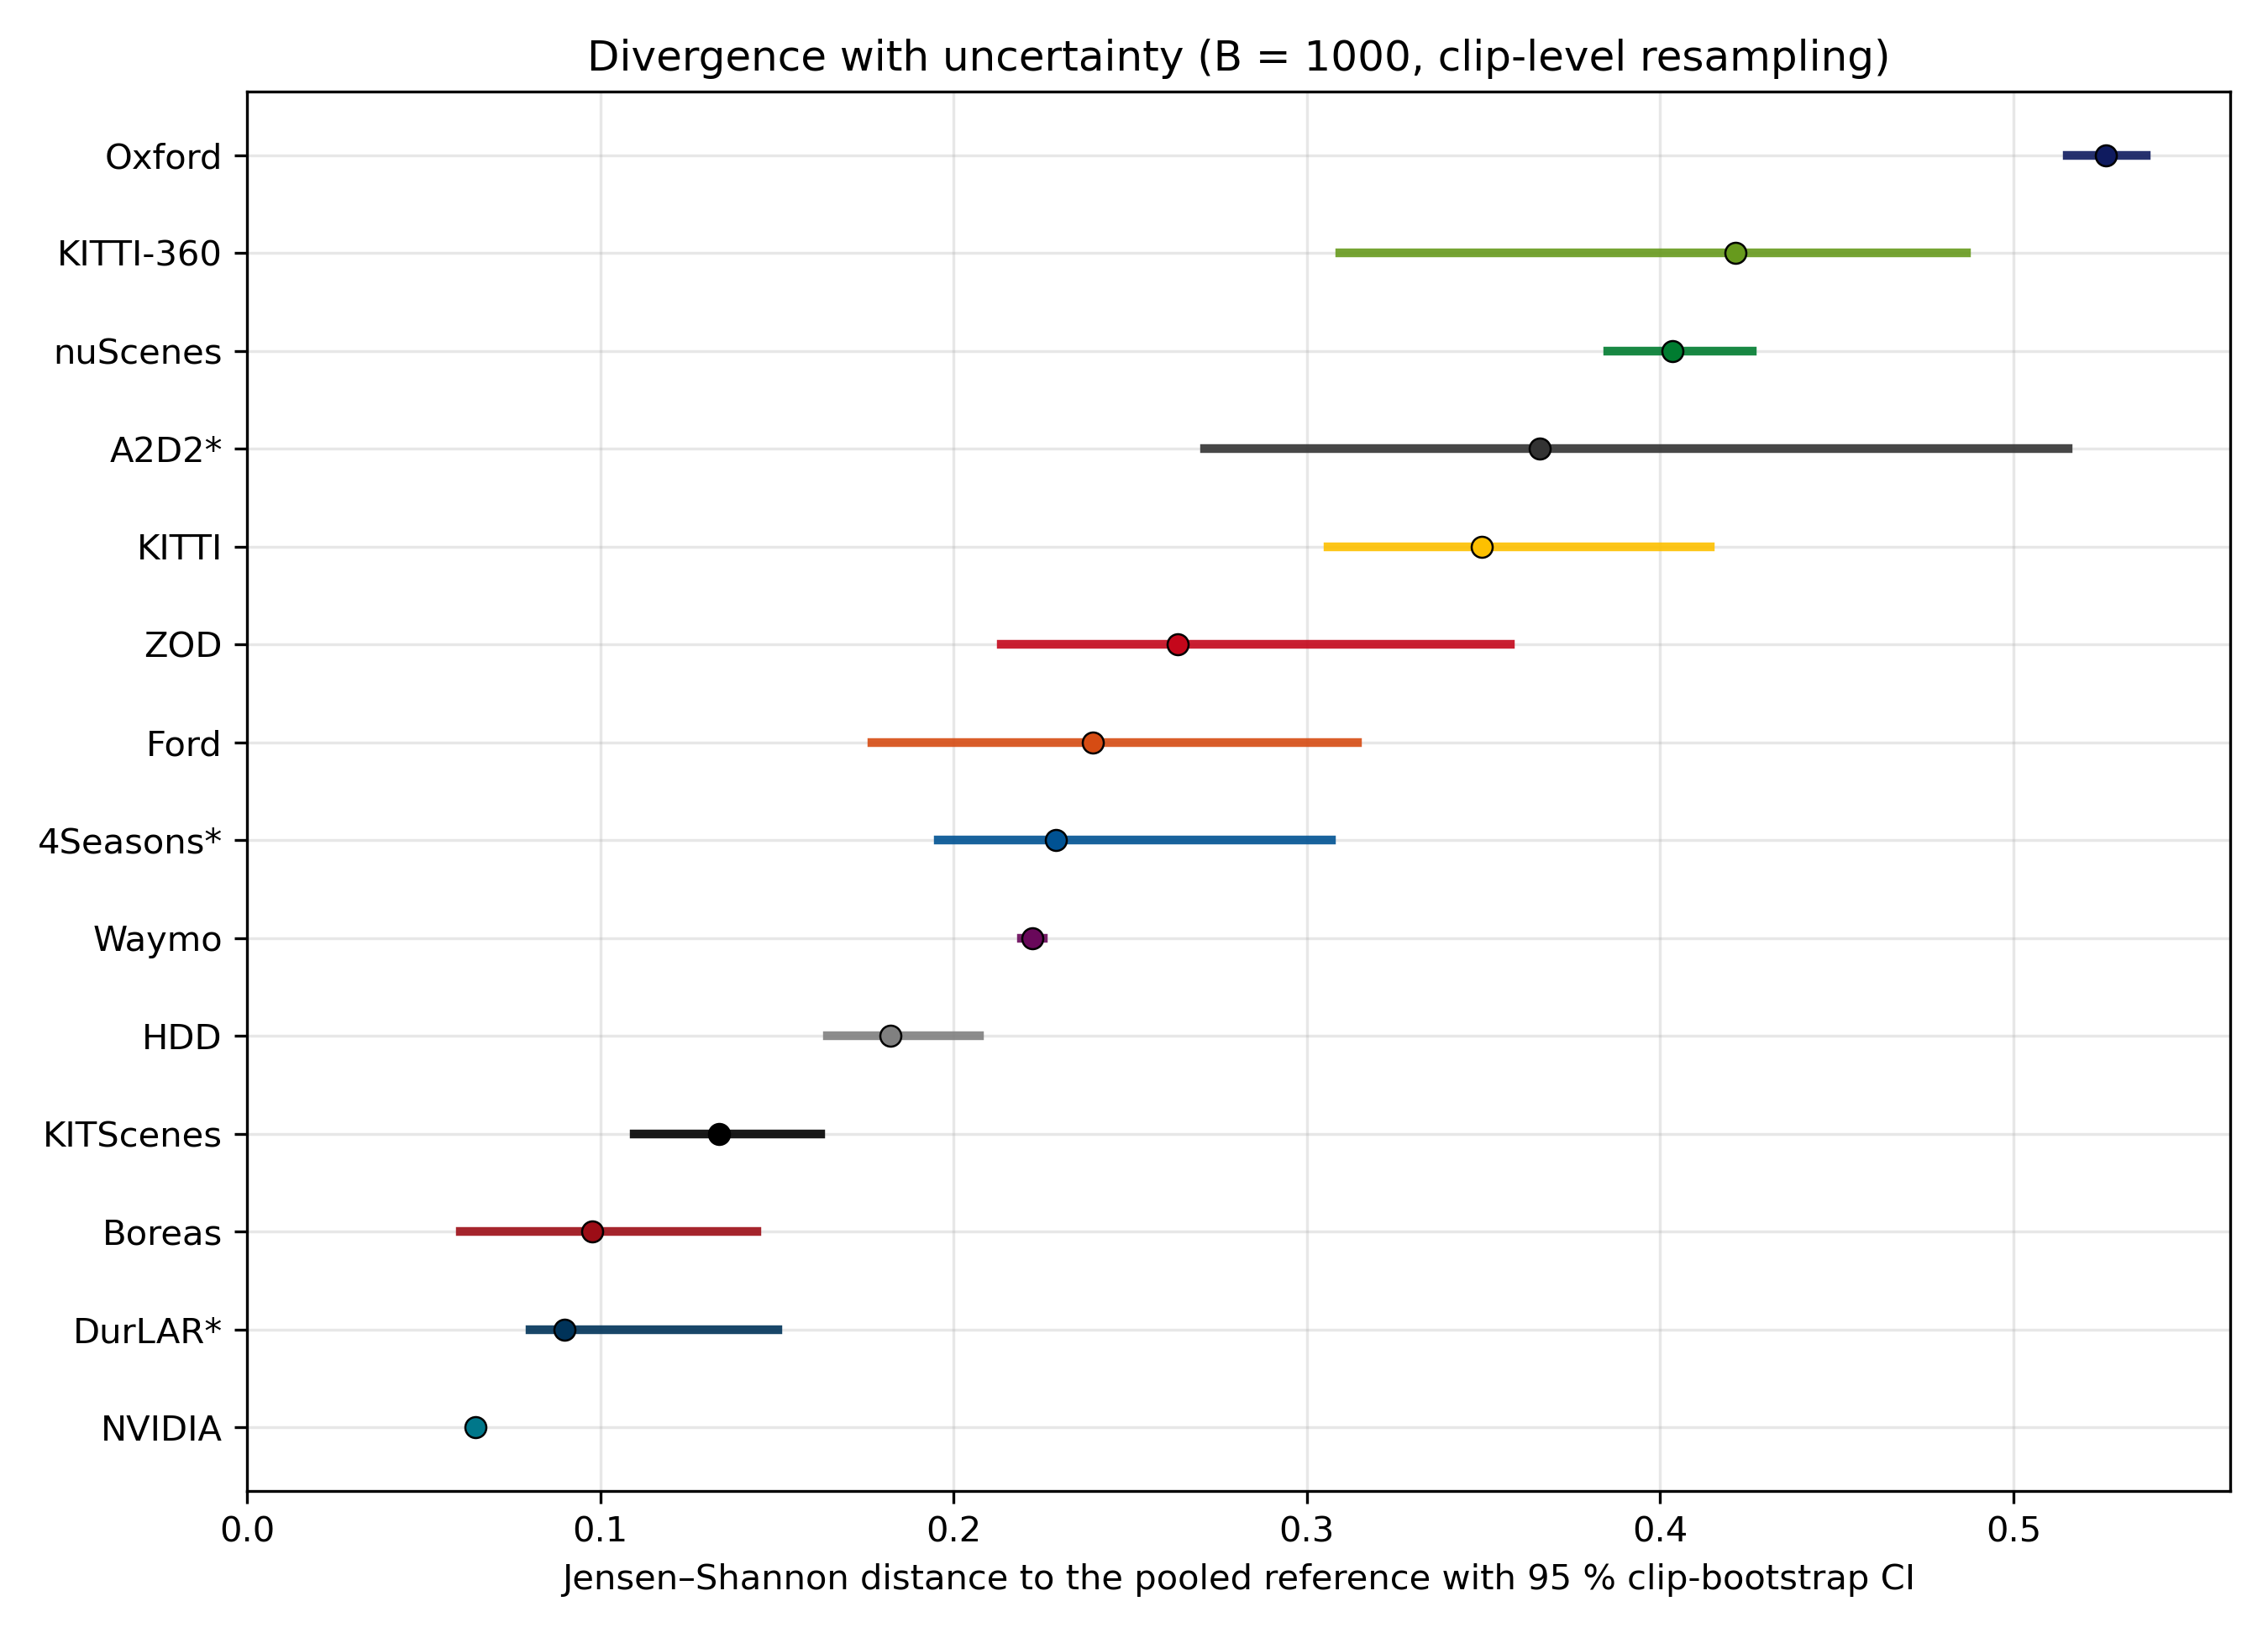 Divergence with uncertainty (B = 1000, clip-level resampling)
Oxford
KITTI-360
nuScenes
A2D2*
KITTI
ZOD
Ford
4Seasons*
Waymo
HDD
KITScenes
Boreas
DurLAR*
NVIDIA
0.0 0.1 0.2 0.3 0.4 0.5
Jensen–Shannon distance to the pooled reference with 95 % clip-bootstrap CI